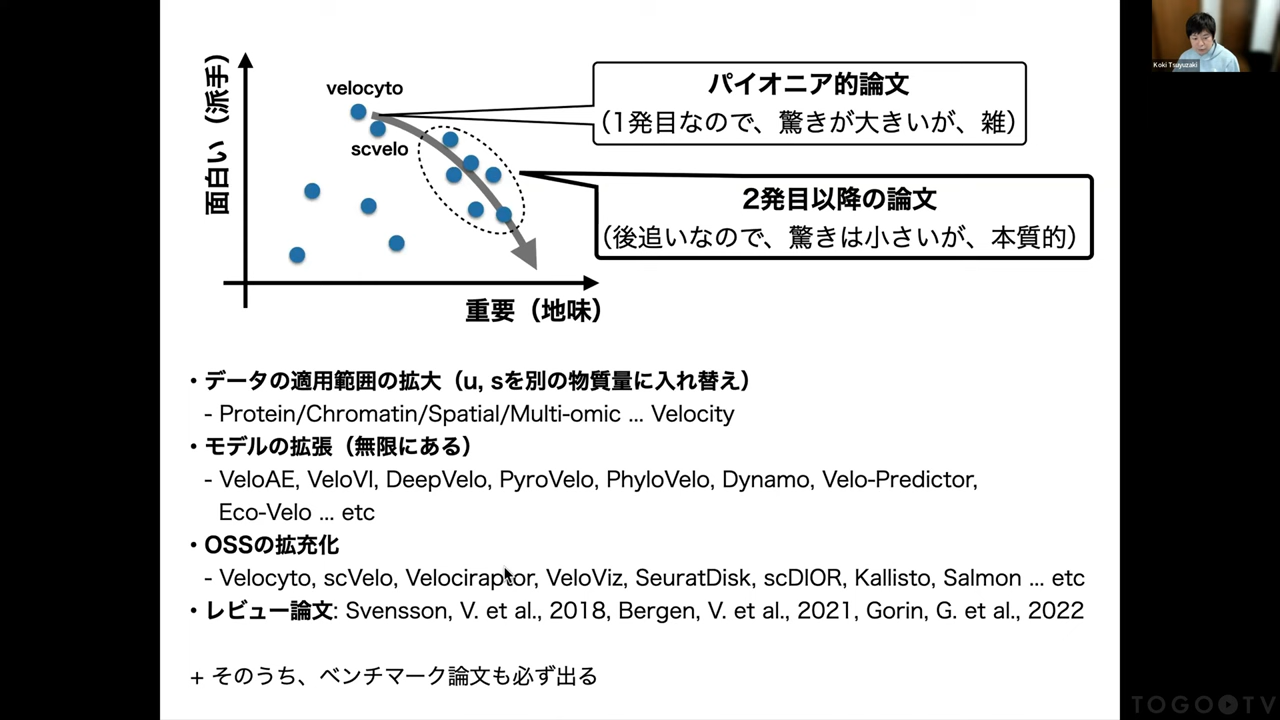 面白い（派手）
velocyto
scvelo
パイオニア的論文
（1発目なので、驚きが大きいが、雑）
2発目以降の論文
（後追いなので、驚きは小さいが、本質的）
重要（地味）
・データの適用範囲の拡大（u, sを別の物質量に入れ替え）
- Protein/Chromatin/Spatial/Multi-omic ... Velocity
・モデルの拡張（無限にある）
- VeloAE, VeloVI, DeepVelo, PyroVelo, PhyloVelo, Dynamo, Velo-Predictor,
Eco-Velo ... etc
・OSSの拡充化
- Velocyto, scVelo, Velociraptor, VeloViz, SeuratDisk, scDIOR, Kallisto, Salmon ... etc
・レビュー論文: Svensson, V. et al., 2018, Bergen, V. et al., 2021, Gorin, G. et al., 2022
+ そのうち、ベンチマーク論文も必ず出る
Koki Tsuyuzaki
TOGO TV